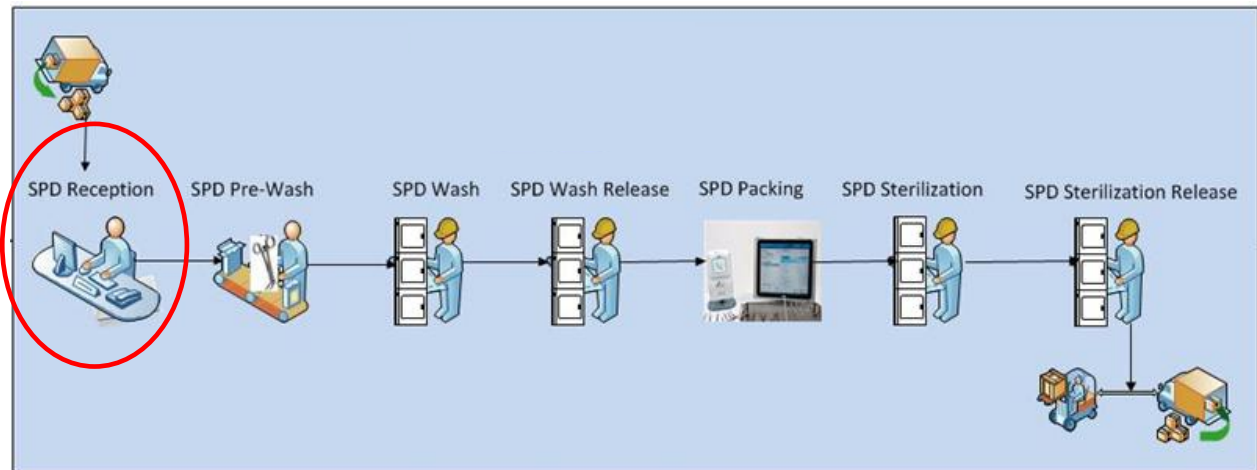 SPD Reception
SPD Pre-Wash
SPD Wash
SPD Wash Release
SPD Packing
SPD Sterilization
SPD Sterilization Release